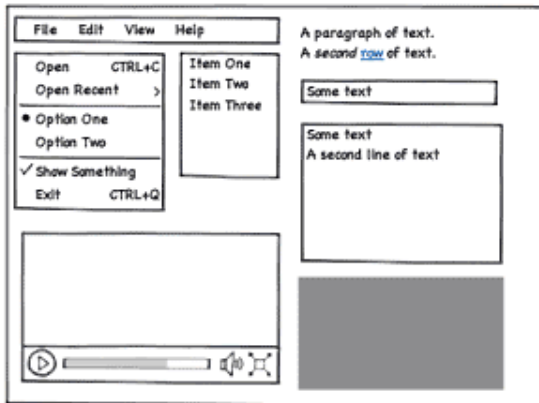 File Edit View Help
Open CTRL+C
Open Recent >
Option One
Option Two
Show Something
Exit CTRL+Q
Item One
Item Two
Item Three
A paragraph of text.
A second row of text.
Some text
Some text
A second line of text